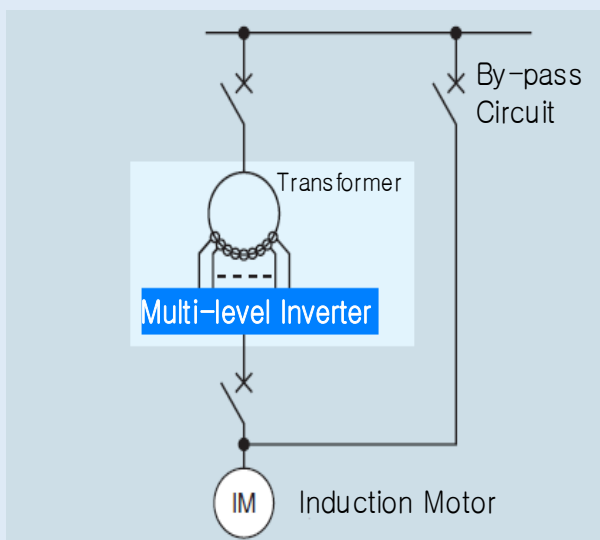 By-pass
Circuit
Transformer
Multi-level Inverter
IM
Induction Motor